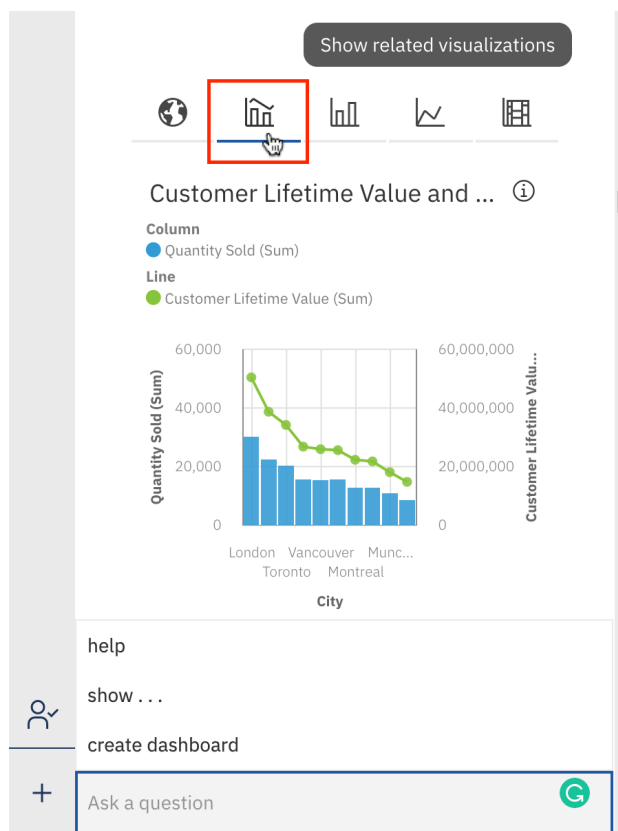 Show related visualizations
Customer Lifetime Value and ...
Column
Quantity Sold (Sum)
Line
Customer Lifetime Value (Sum)
60,000
40,000
20,000
0
Quantity Sold (Sum)
60,000,000
40,000,000
20,000,000
0
Customer Lifetime Valu...
London Vancouver Munc...
Toronto Montreal
City
help
show . . .
create dashboard
Ask a question